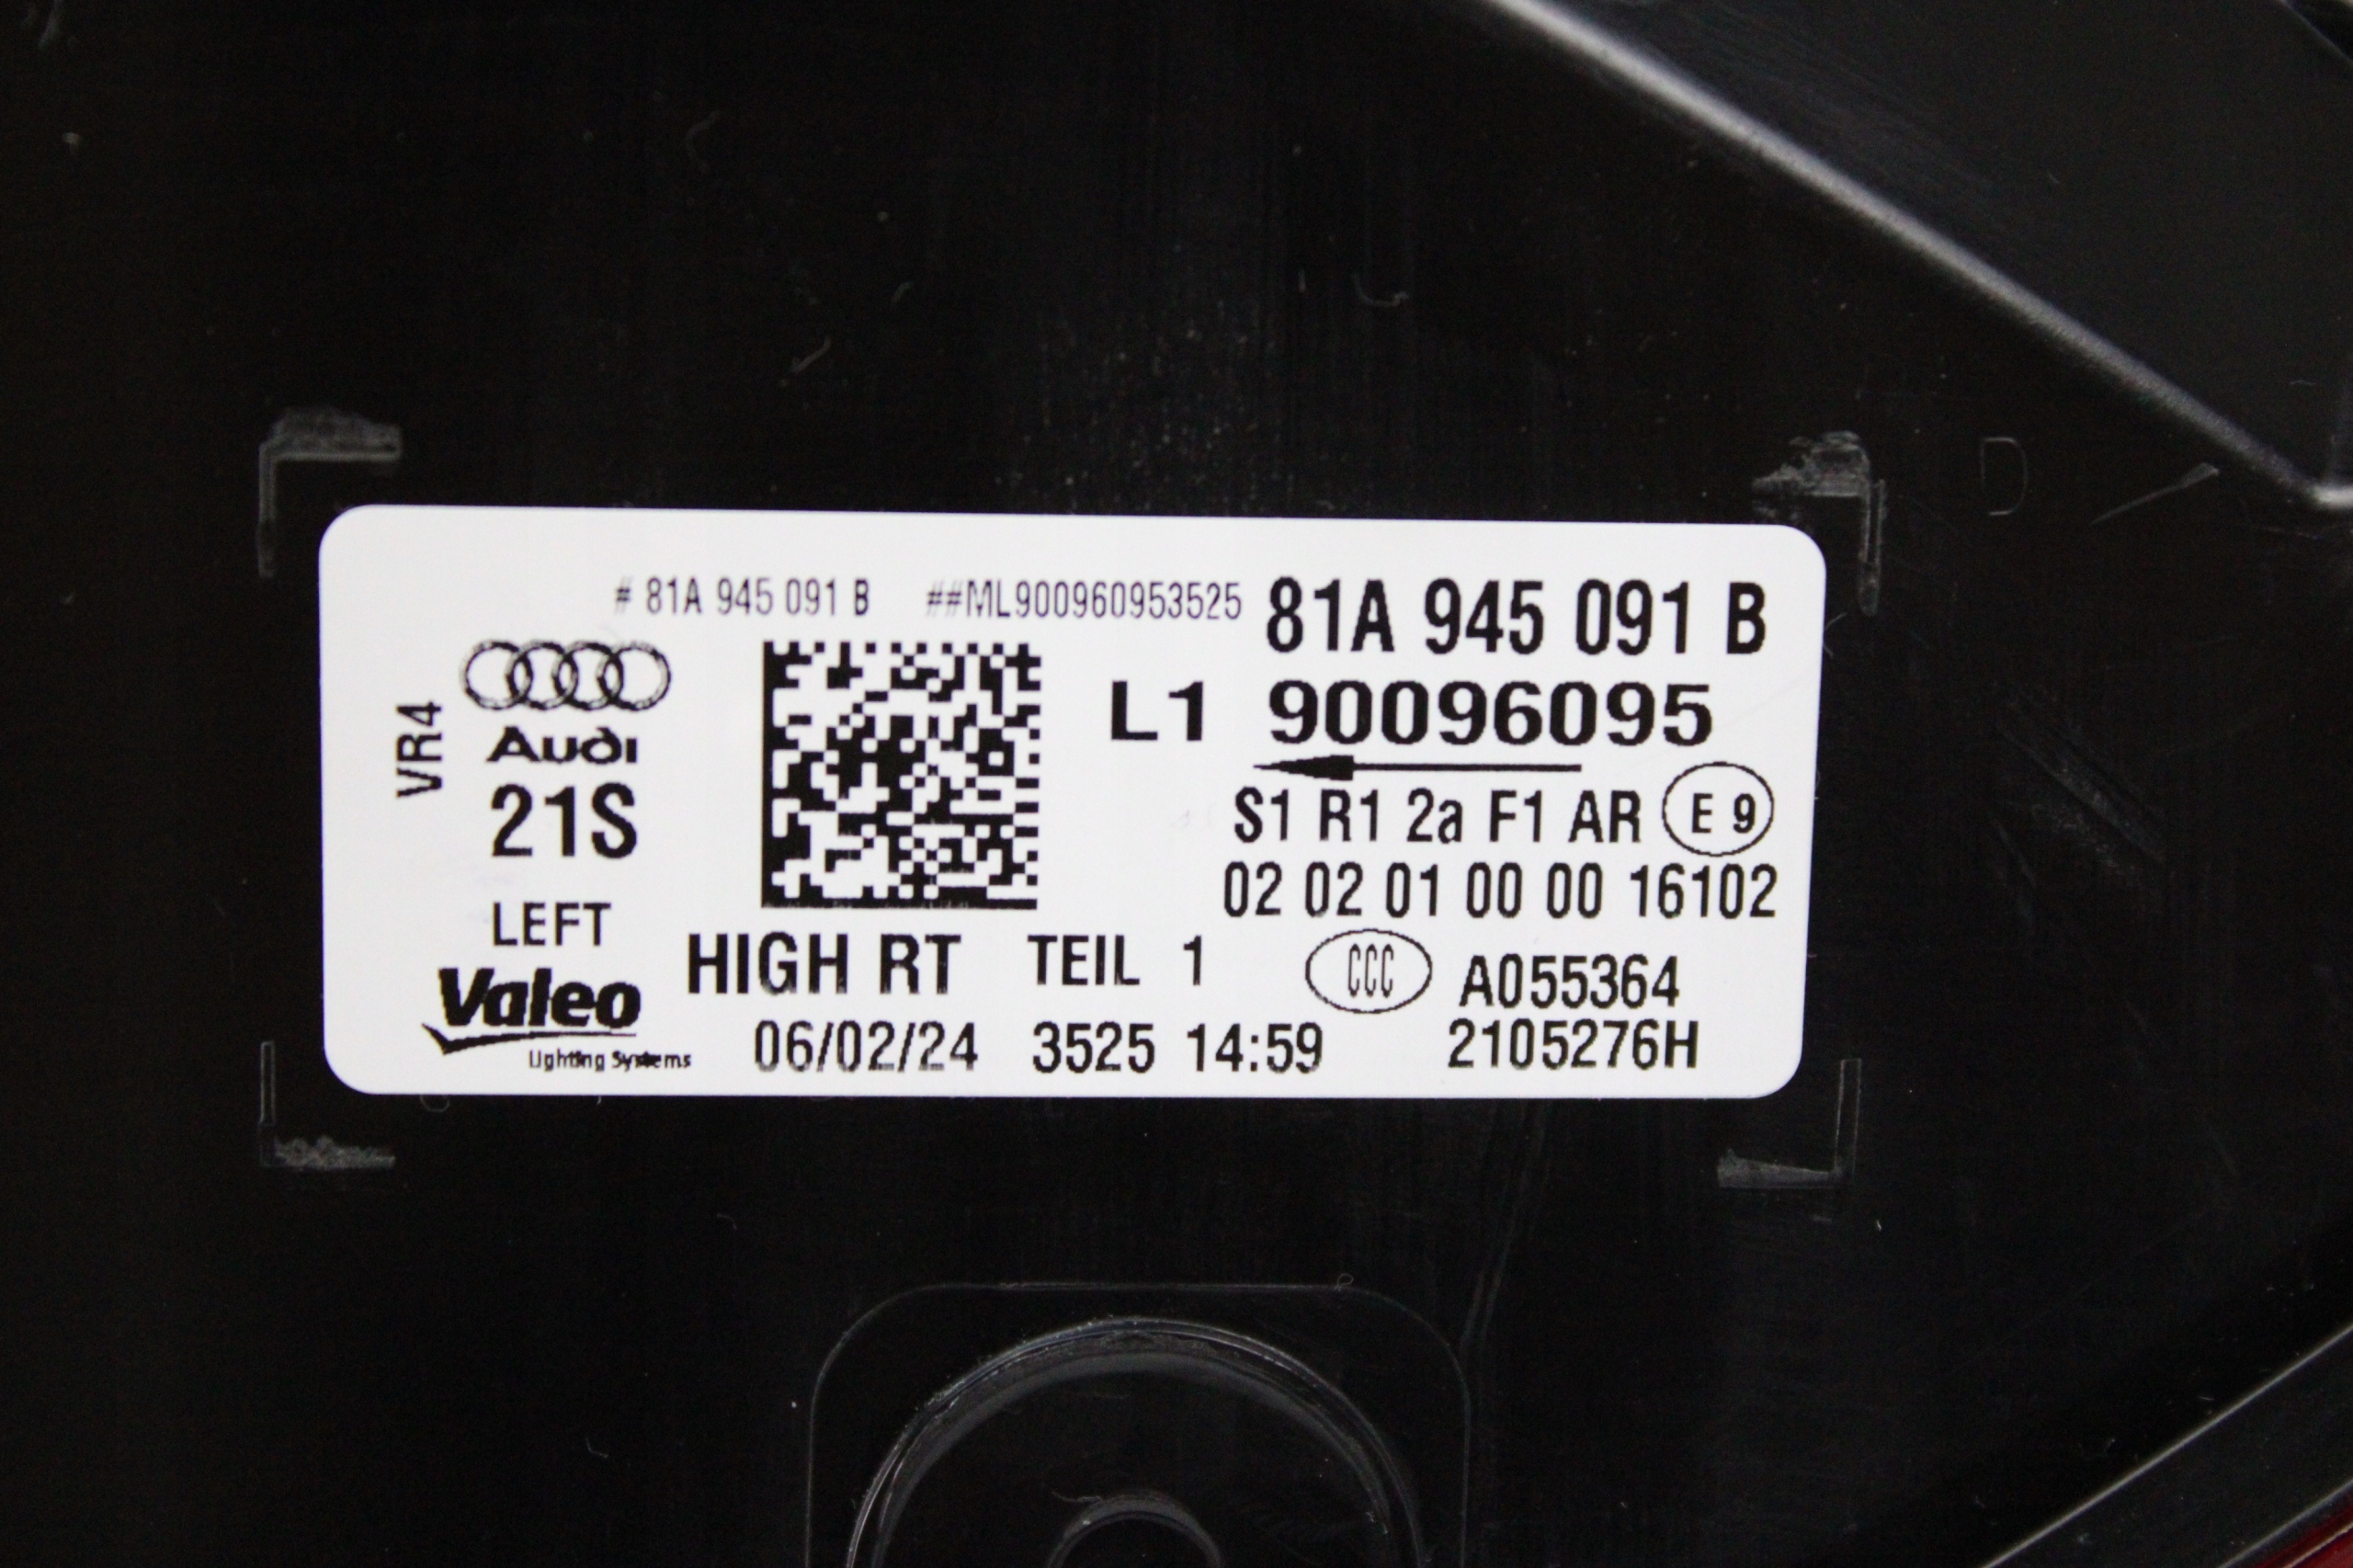 # 81A 945 091 B ##ML900960953525 81A 945 091 B
VR4
Audi
21S
LEFT
Valeo
Lighting Systems
L1 90096095
S1 R1 2a F1 AR E9
02 02 01 00 00 16102
HIGH RT TEIL 1 CCC A055364
06/02/24 3525 14:59 2105276H
D